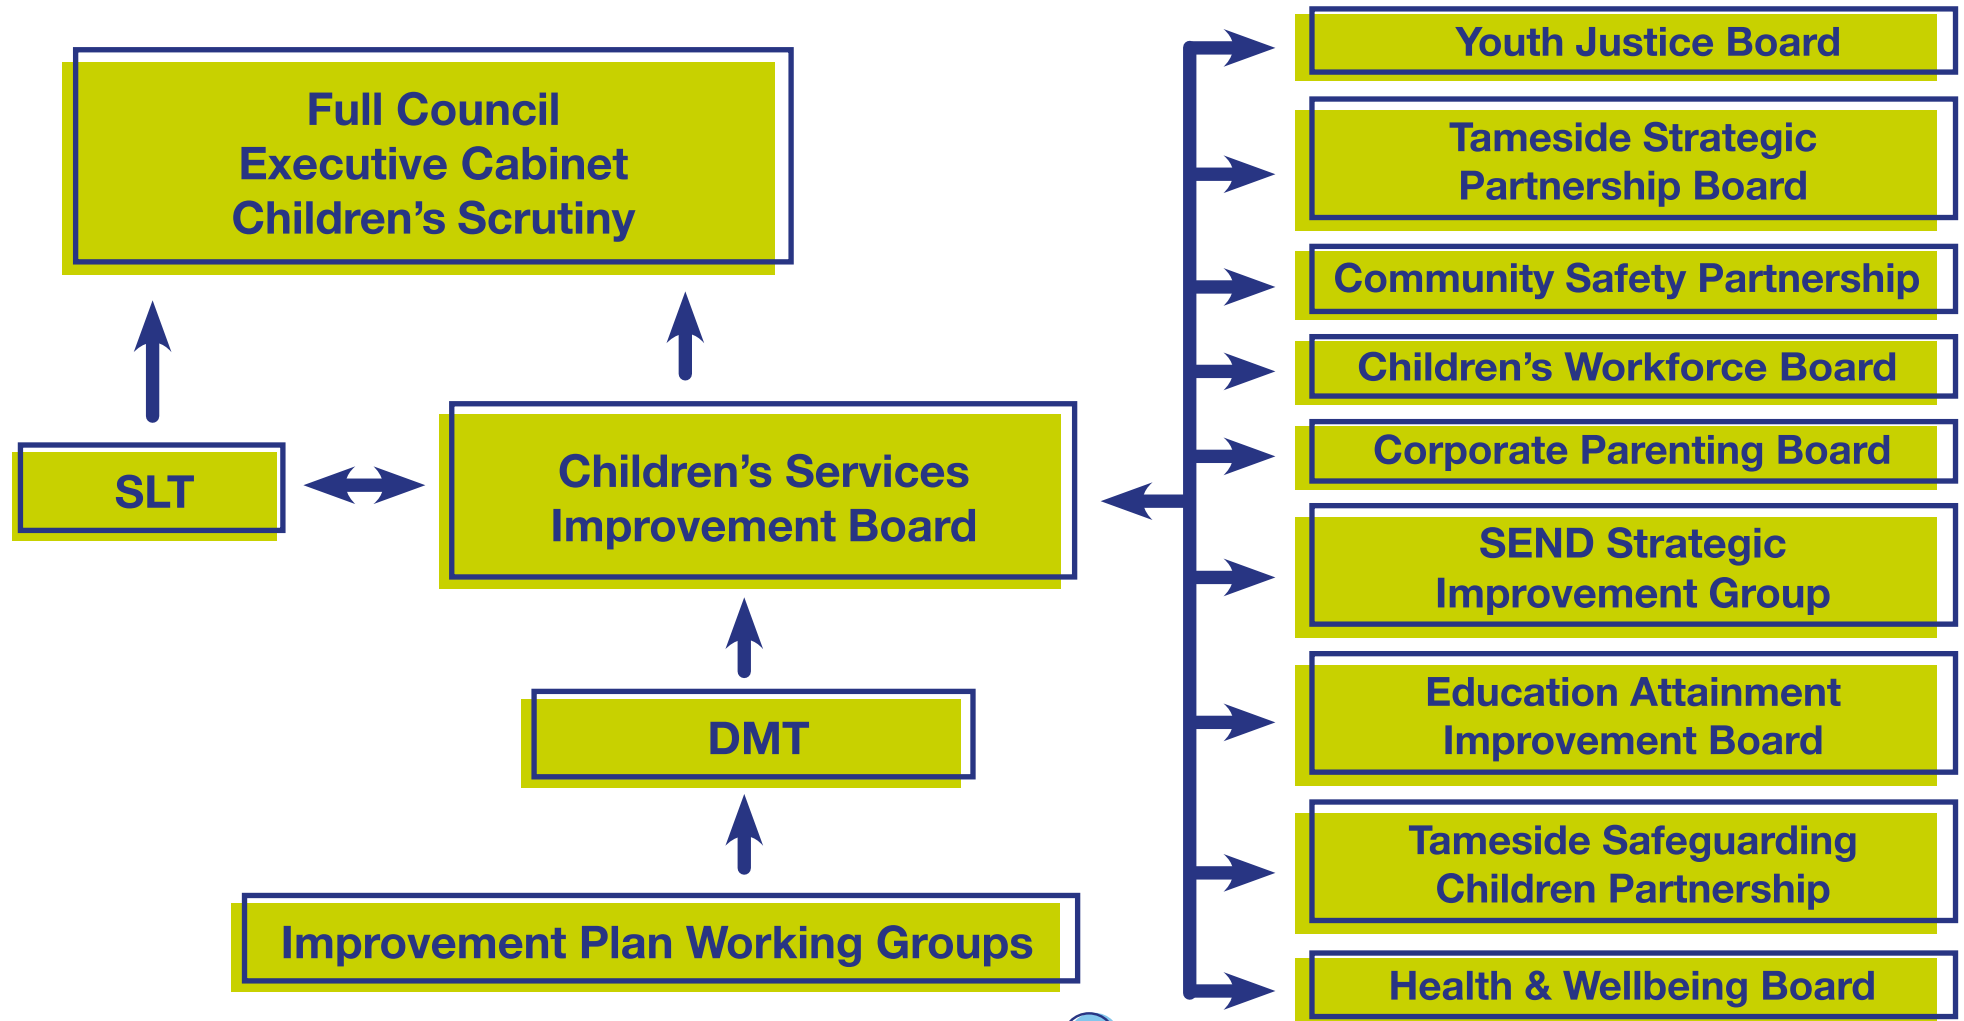 Full Council
Executive Cabinet
Children’s Scrutiny
SLT
Children’s Services
Improvement Board
DMT
Improvement Plan Working Groups
Youth Justice Board
Tameside Strategic
Partnership Board
Community Safety Partnership
Children’s Workforce Board
Corporate Parenting Board
SEND Strategic
Improvement Group
Education Attainment
Improvement Board
Tameside Safeguarding
Children Partnership
Health & Wellbeing Board